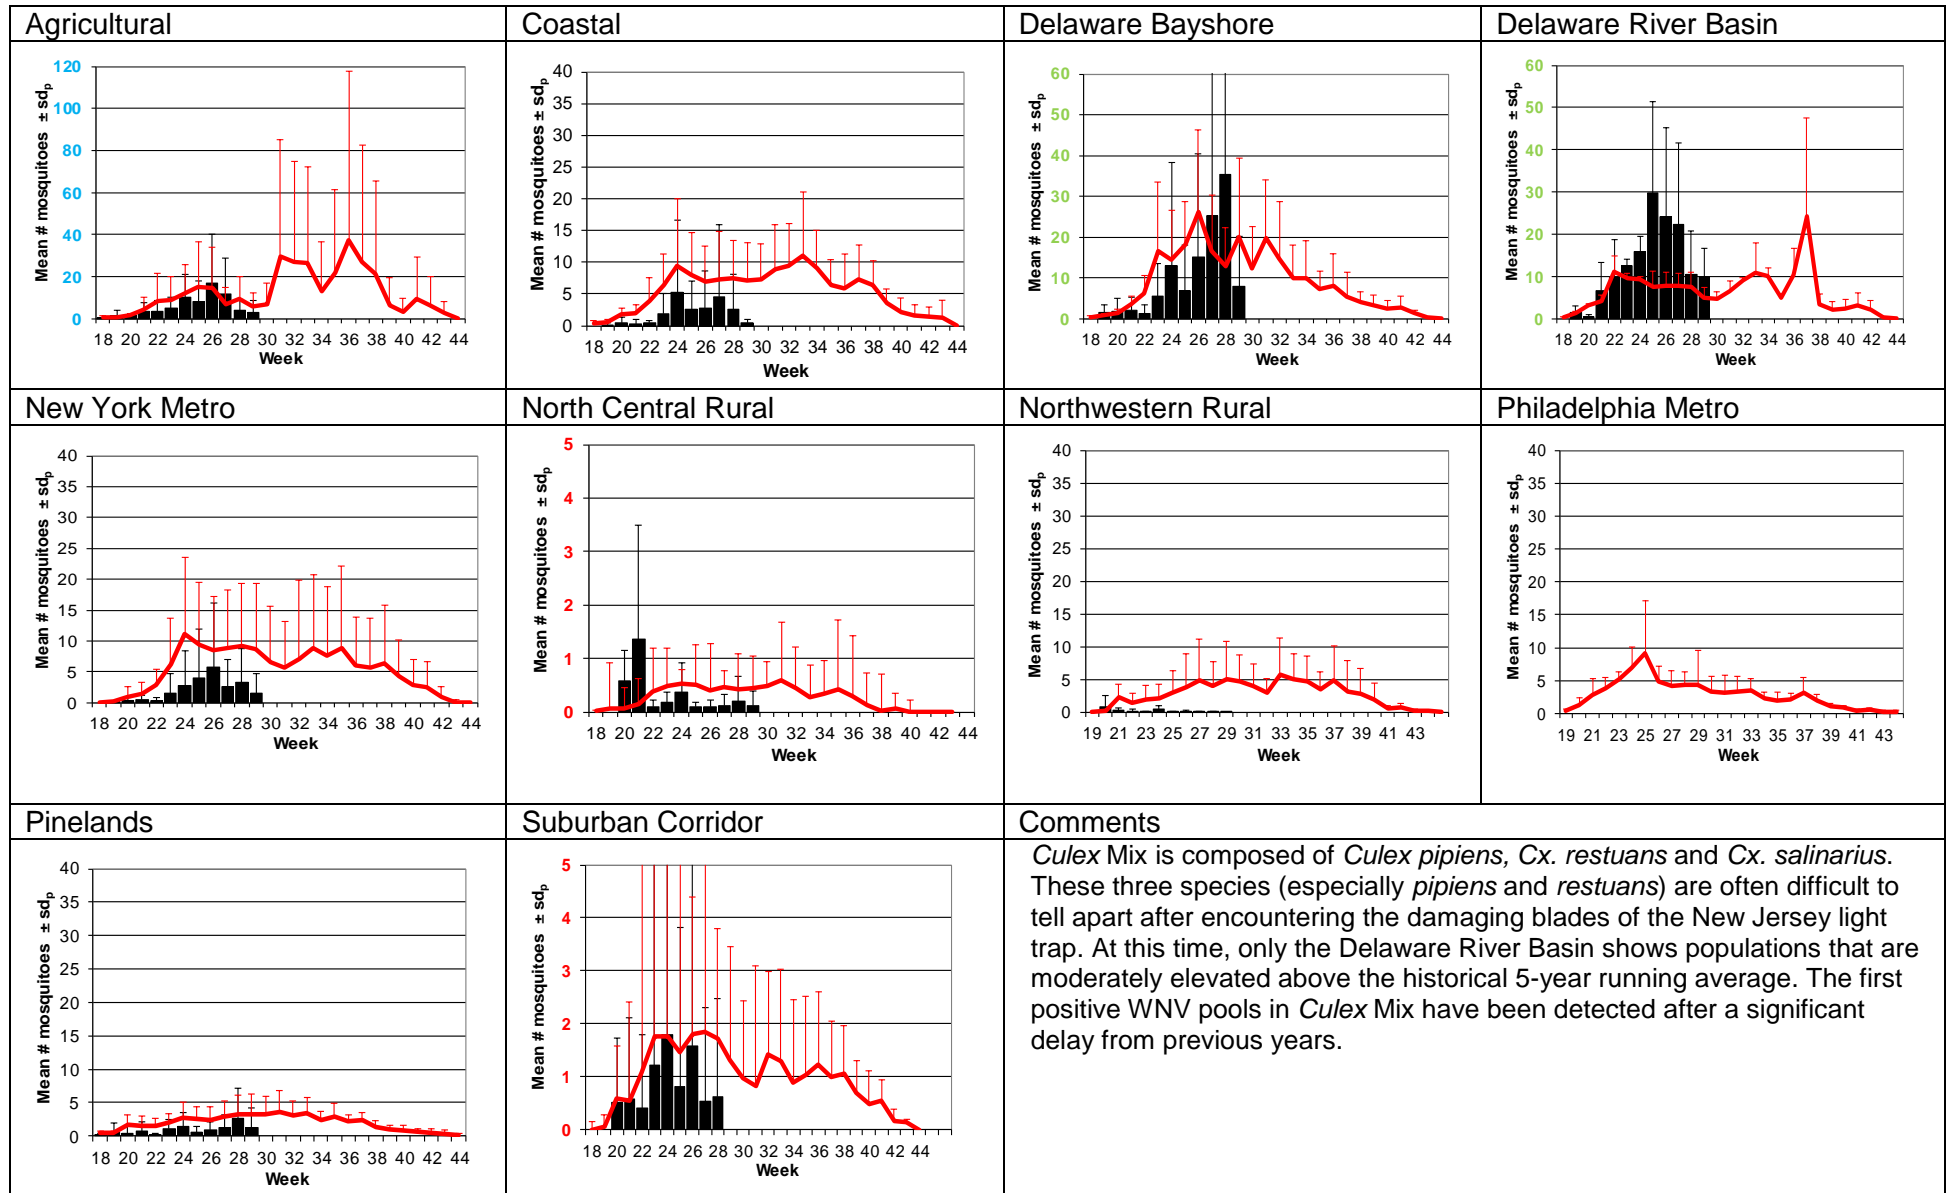 Agricultural
Mean # mosquitoes ± sdp
120
100
80
60
40
20
0
18 20 22 24 26 28 30 32 34 36 38 40 42 44
Week
Coastal
Mean # mosquitoes ± sdp
40
35
30
25
20
15
10
5
0
18 20 22 24 26 28 30 32 34 36 38 40 42 44
Week
Delaware Bayshore
Mean # mosquitoes ± sdp
60
50
40
30
20
10
0
18 20 22 24 26 28 30 32 34 36 38 40 42 44
Week
Delaware River Basin
Mean # mosquitoes ± sdp
60
50
40
30
20
10
0
18 20 22 24 26 28 30 32 34 36 38 40 42 44
Week
New York Metro
Mean # mosquitoes ± sdp
40
35
30
25
20
15
10
5
0
18 20 22 24 26 28 30 32 34 36 38 40 42 44
Week
North Central Rural
Mean # mosquitoes ± sdp
5
4
3
2
1
0
18 20 22 24 26 28 30 32 34 36 38 40 42 44
Week
Northwestern Rural
Mean # mosquitoes ± sdp
40
35
30
25
20
15
10
5
0
19 21 23 25 27 29 31 33 35 37 39 41 43
Week
Philadelphia Metro
Mean # mosquitoes ± sdp
40
35
30
25
20
15
10
5
0
19 21 23 25 27 29 31 33 35 37 39 41 43
Week
Pinelands
Mean # mosquitoes ± sdp
40
35
30
25
20
15
10
5
0
18 20 22 24 26 28 30 32 34 36 38 40 42 44
Week
Suburban Corridor
Mean # mosquitoes ± sdp
5
4
3
2
1
0
18 20 22 24 26 28 30 32 34 36 38 40 42 44
Week
Comments
Culex Mix is composed of Culex pipiens, Cx. restuans and Cx. salinarius.
These three species (especially pipiens and restuans) are often difficult to
tell apart after encountering the damaging blades of the New Jersey light
trap. At this time, only the Delaware River Basin shows populations that are
moderately elevated above the historical 5-year running average. The first
positive WNV pools in Culex Mix have been detected after a significant
delay from previous years.